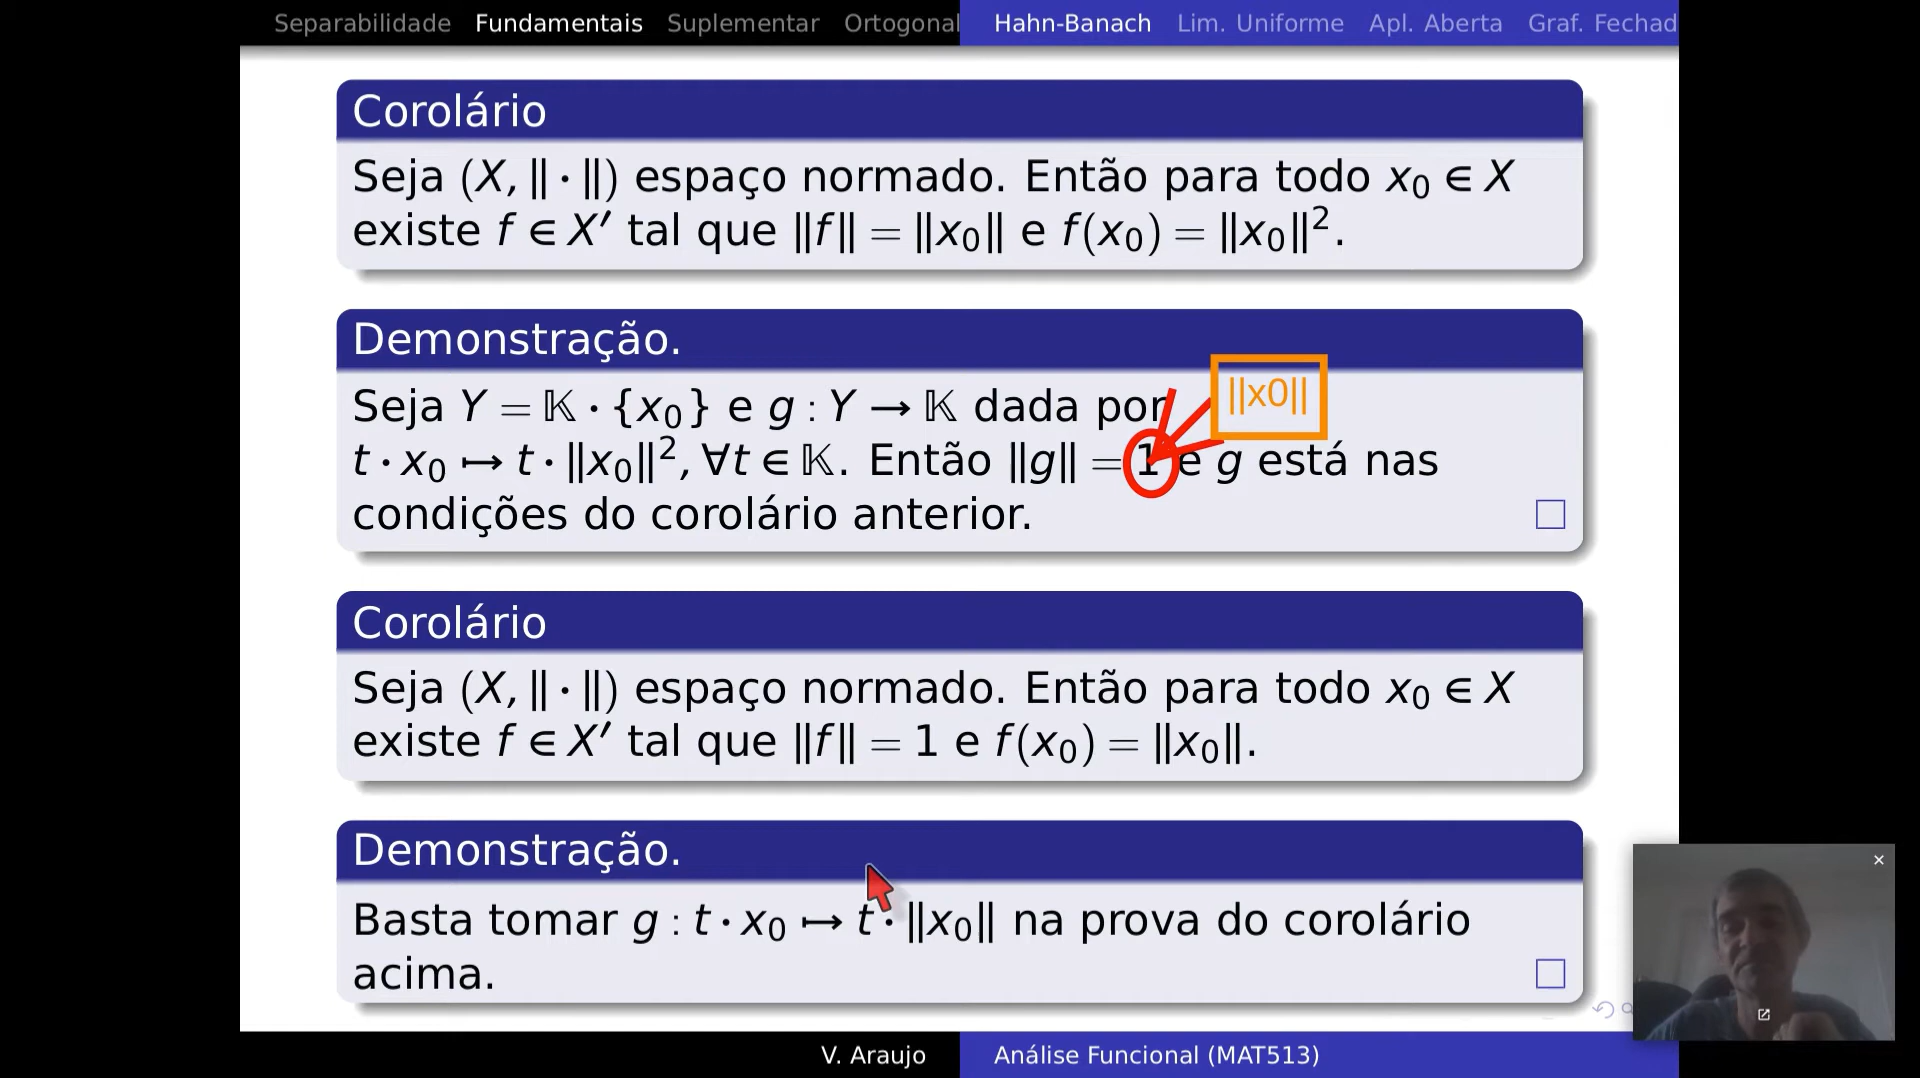 Separabilidade Fundamentais Suplementar Ortogonal Hahn-Banach Lim. Uniforme Apl. Aberta Graf. Fechad
Corolário
Seja (X, ‖ · ‖) espaço normado. Então para todo x₀ ∈ X
existe f ∈ X′ tal que ‖f‖ = ‖x₀‖ e f(x₀) = ‖x₀‖².
Demonstração.
||x0||
Seja Y = 𝕂 · {x₀} e g : Y → 𝕂 dada por
t · x₀ ↦ t · ‖x₀‖², ∀t ∈ 𝕂. Então ‖g‖ = 1 e g está nas
condições do corolário anterior.
Corolário
Seja (X, ‖ · ‖) espaço normado. Então para todo x₀ ∈ X
existe f ∈ X′ tal que ‖f‖ = 1 e f(x₀) = ‖x₀‖.
Demonstração.
Basta tomar g : t · x₀ ↦ t · ‖x₀‖ na prova do corolário
acima.
V. Araujo Análise Funcional (MAT513)